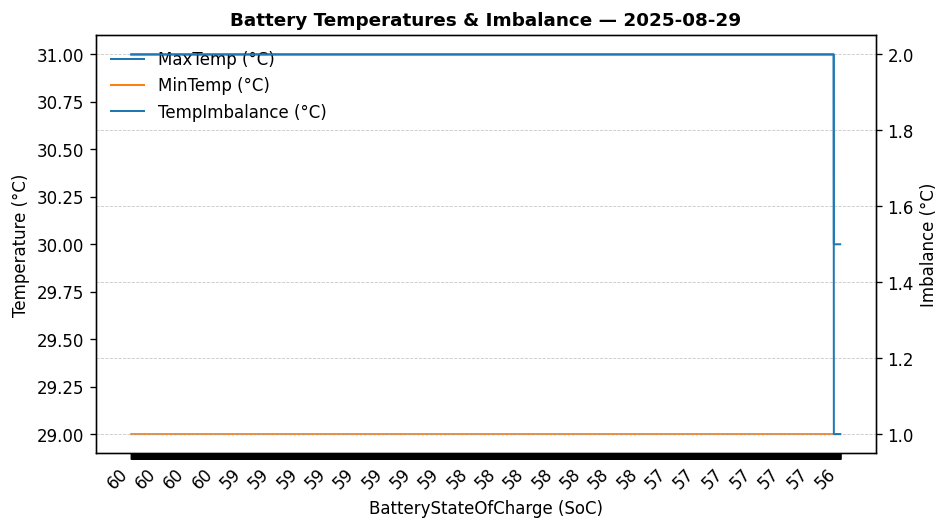 Battery Temperatures & Imbalance — 2025-08-29
MaxTemp (°C)
MinTemp (°C)
TempImbalance (°C)
Temperature (°C)
31.00
30.75
30.50
30.25
30.00
29.75
29.50
29.25
29.00
2.0
1.8
1.6
1.4
1.2
1.0
Imbalance (°C)
60 60 60 60 59 59 59 59 59 59 59 59 58 58 58 58 58 58 58 57 57 57 57 57 57 56
BatteryStateOfCharge (SoC)